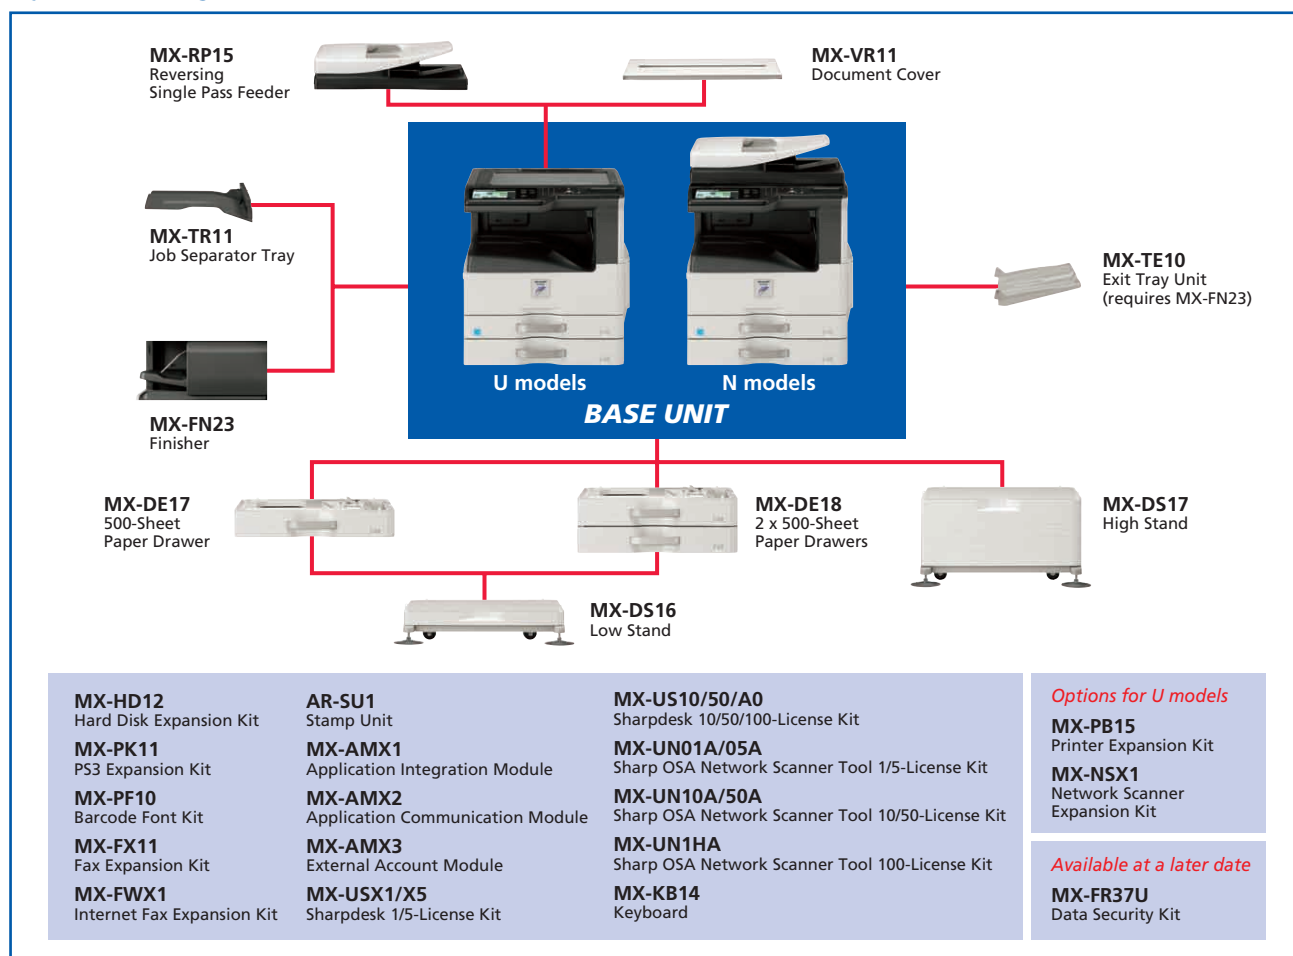 MX-RP15
Reversing
Single Pass Feeder
MX-VR11
Document Cover
MX-TR11
Job Separator Tray
MX-TE10
Exit Tray Unit
(requires MX-FN23)
U models
N models
BASE UNIT
MX-FN23
Finisher
MX-DE17
500-Sheet
Paper Drawer
MX-DE18
2 x 500-Sheet
Paper Drawers
MX-DS17
High Stand
MX-DS16
Low Stand
MX-HD12
Hard Disk Expansion Kit
MX-PK11
PS3 Expansion Kit
MX-PF10
Barcode Font Kit
MX-FX11
Fax Expansion Kit
MX-FWX1
Internet Fax Expansion Kit
AR-SU1
Stamp Unit
MX-AMX1
Application Integration Module
MX-AMX2
Application Communication Module
MX-AMX3
External Account Module
MX-USX1/X5
Sharpdesk 1/5-License Kit
MX-US10/50/A0
Sharpdesk 10/50/100-License Kit
MX-UN01A/05A
Sharp OSA Network Scanner Tool 1/5-License Kit
MX-UN10A/50A
Sharp OSA Network Scanner Tool 10/50-License Kit
MX-UN1HA
Sharp OSA Network Scanner Tool 100-License Kit
MX-KB14
Keyboard
Options for U models
MX-PB15
Printer Expansion Kit
MX-NSX1
Network Scanner
Expansion Kit
Available at a later date
MX-FR37U
Data Security Kit